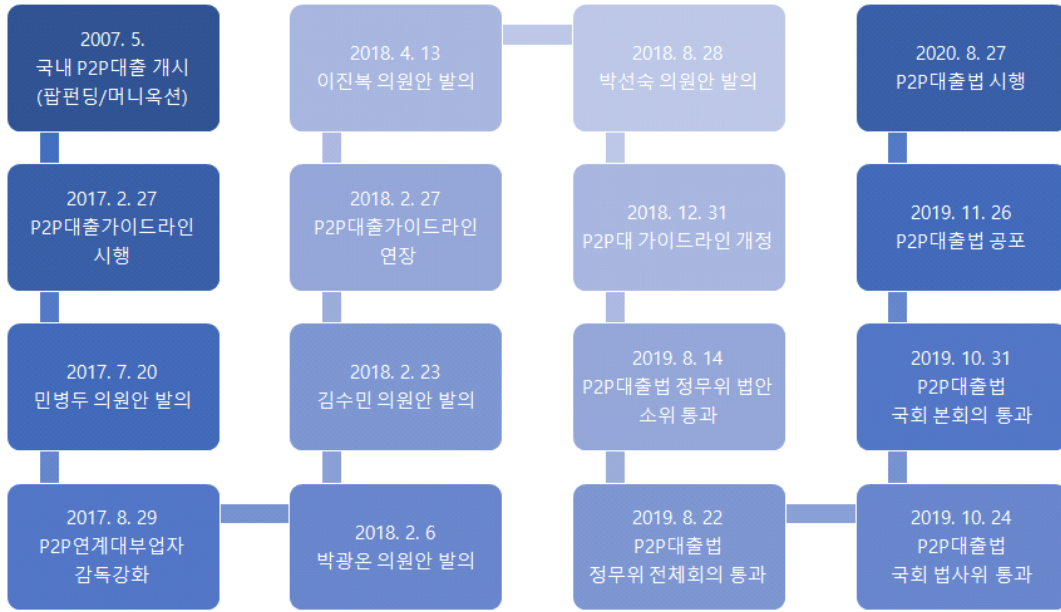 2007. 5.
국내 P2P대출 개시
(팝펀딩/머니옥션)
2017. 2. 27
P2P대출가이드라인
시행
2017. 7. 20
민병두 의원안 발의
2017. 8. 29
P2P연계대부업자
감독강화
2018. 2. 6
박광온 의원안 발의
2018. 2. 23
김수민 의원안 발의
2018. 2. 27
P2P대출가이드라인
연장
2018. 4. 13
이진복 의원안 발의
2018. 8. 28
박선숙 의원안 발의
2018. 12. 31
P2P대 가이드라인 개정
2019. 8. 14
P2P대출법 정무위 법안
소위 통과
2019. 8. 22
P2P대출법
정무위 전체회의 통과
2019. 10. 24
P2P대출법
국회 법사위 통과
2019. 10. 31
P2P대출법
국회 본회의 통과
2019. 11. 26
P2P대출법 공포
2020. 8. 27
P2P대출법 시행